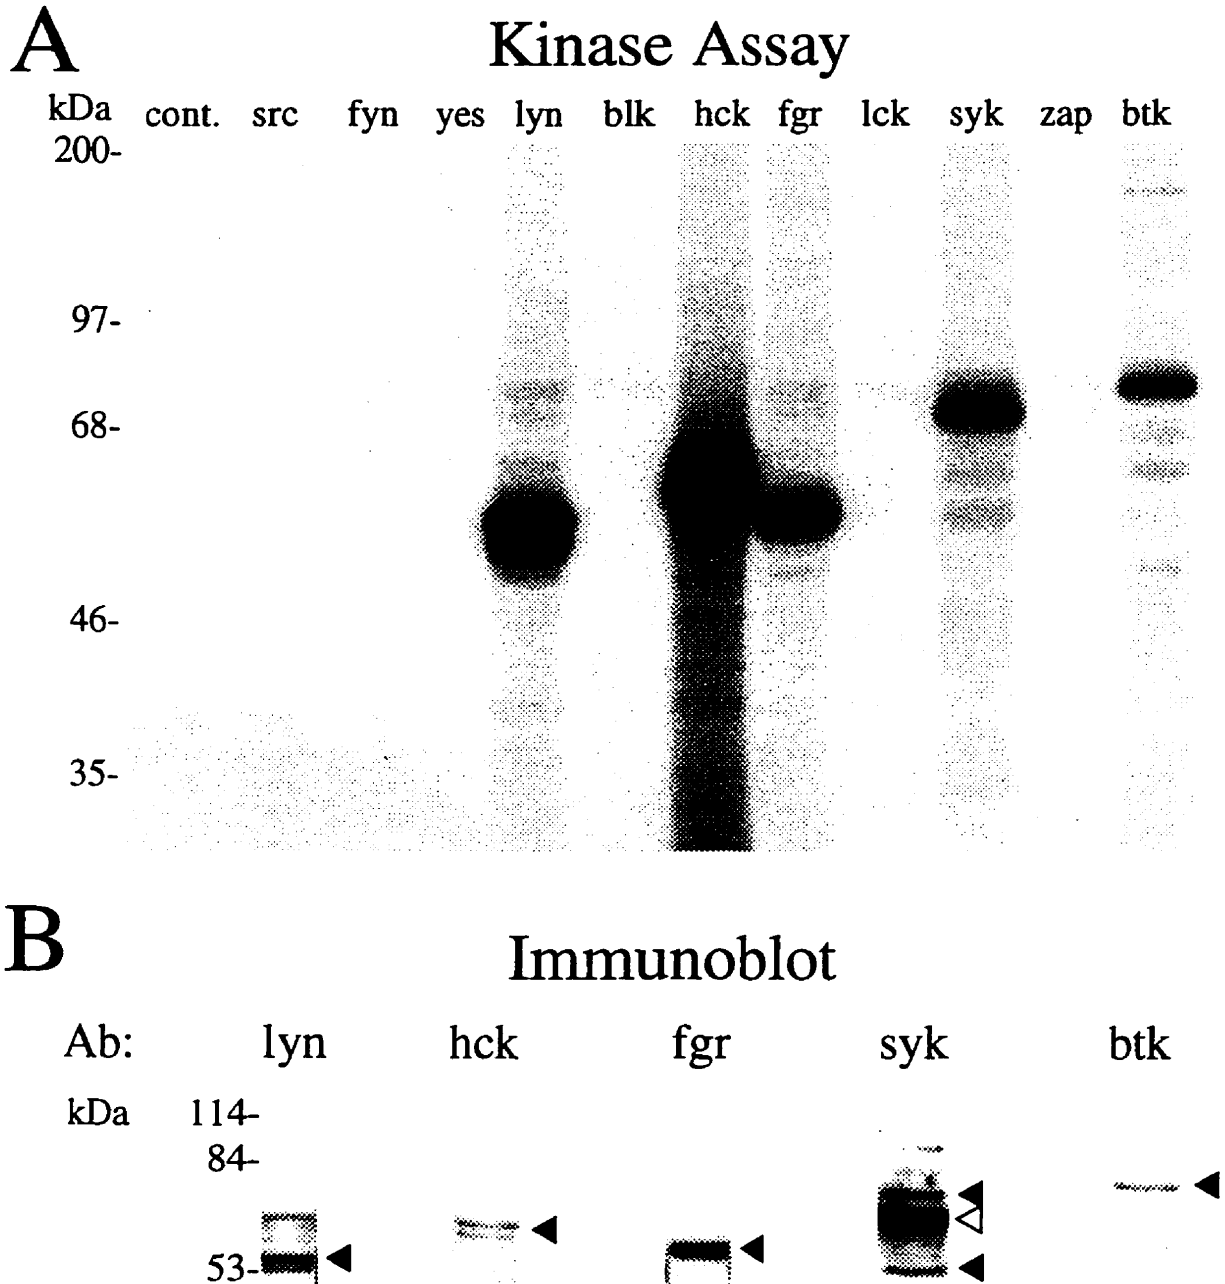 A
Kinase Assay
kDa cont. src fyn yes lyn blk hck fgr lck syk zap btk
200-
97-
68-
46-
35-
B
Immunoblot
Ab: lyn hck fgr syk btk
kDa 114-
84-
53-